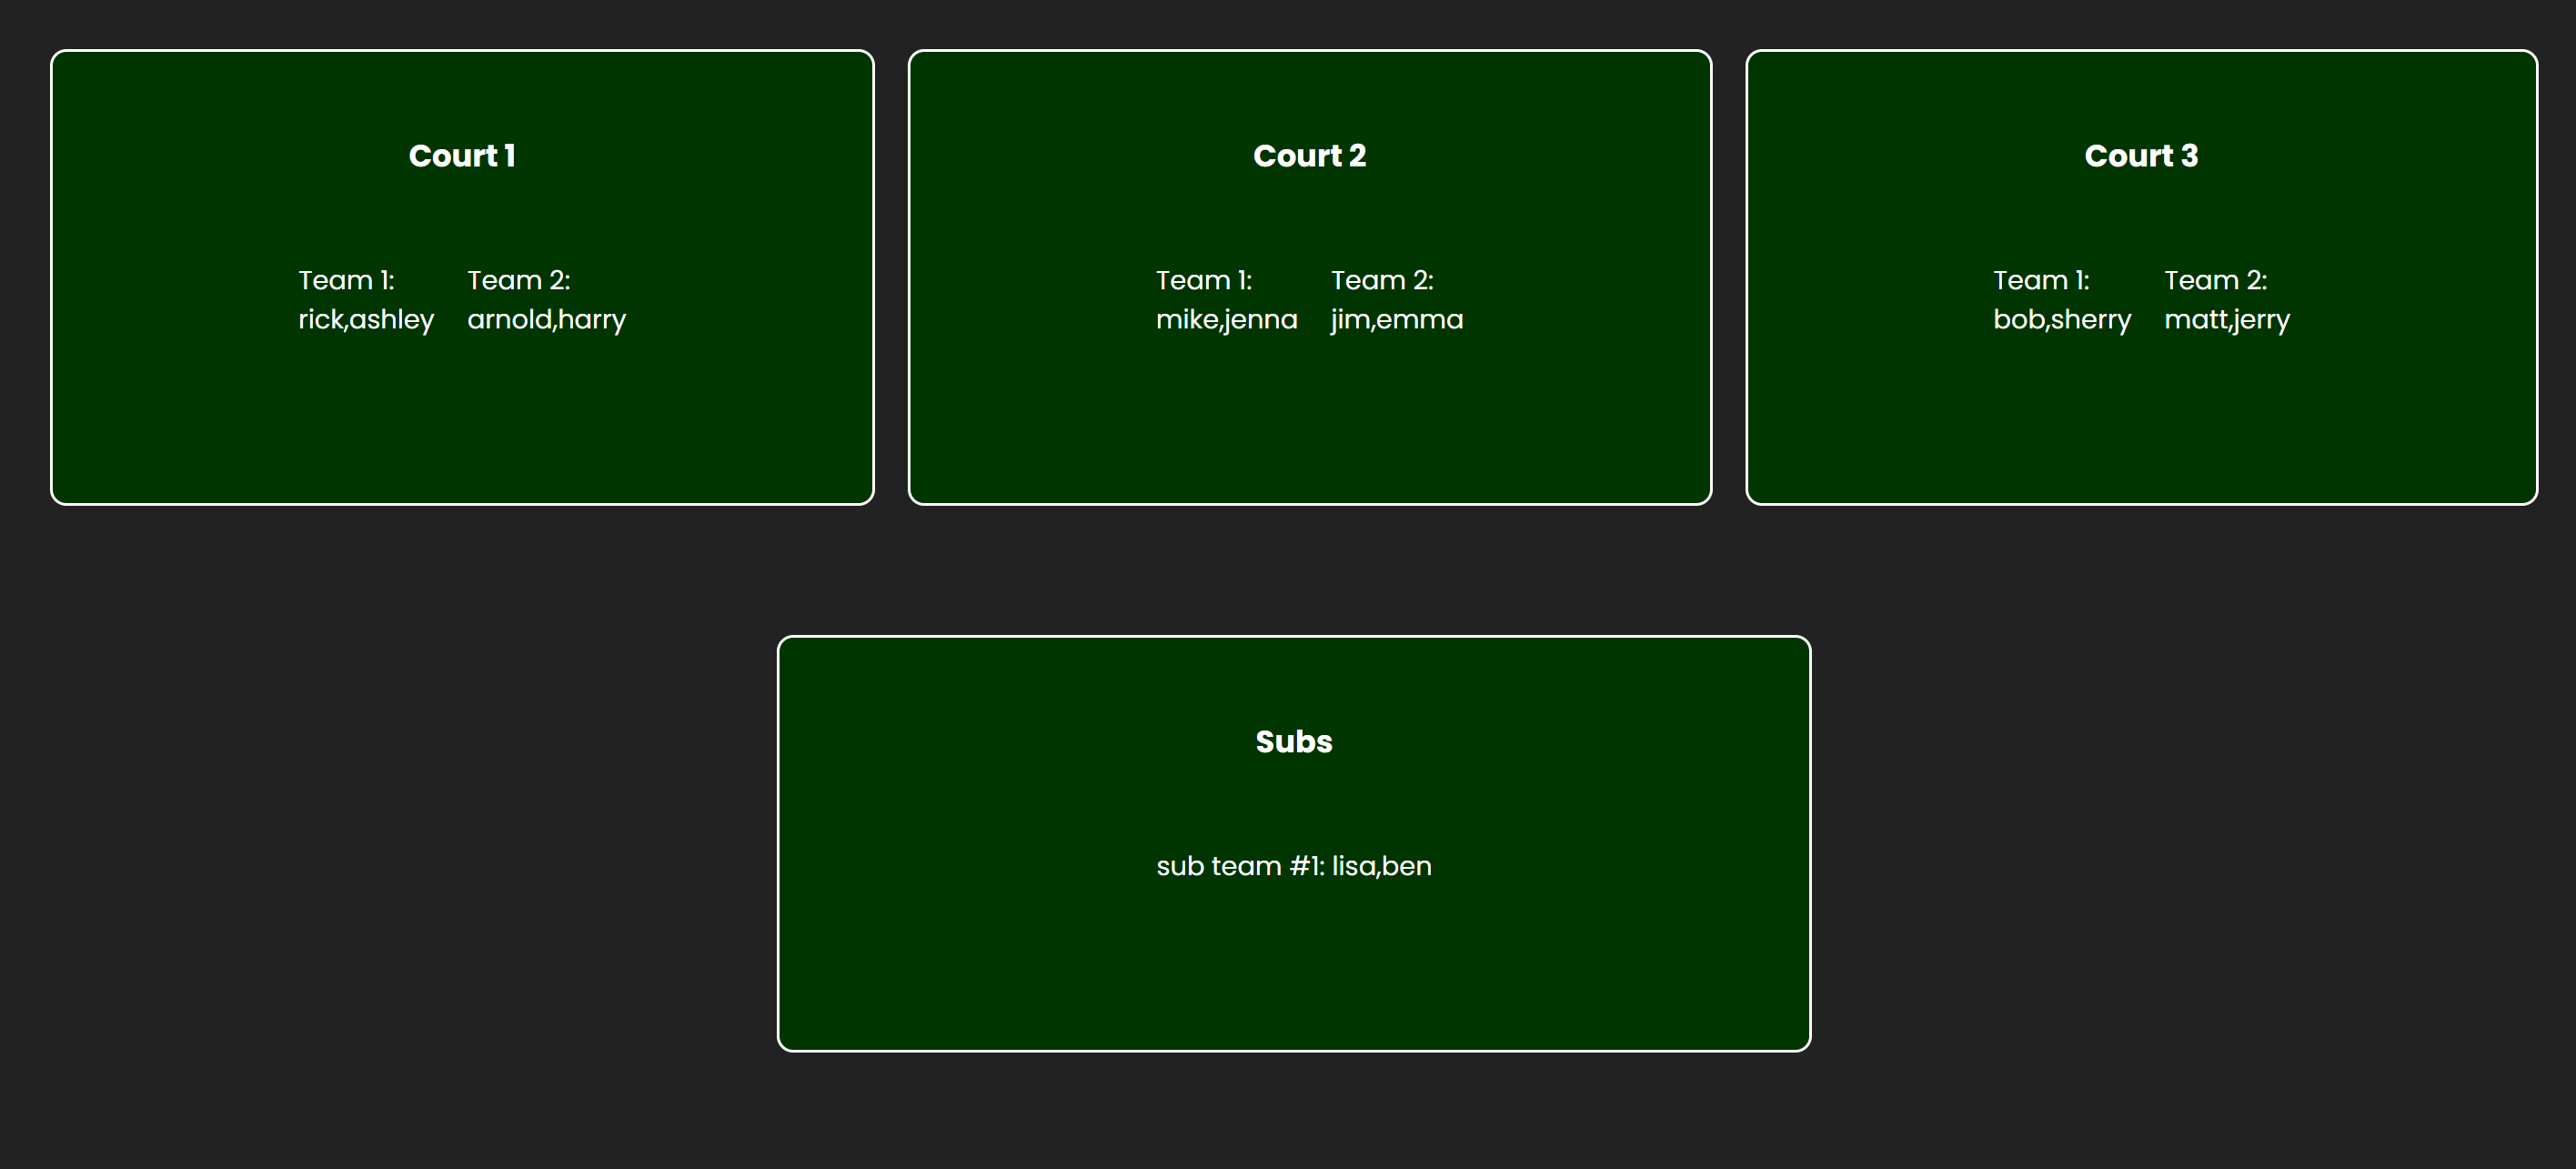 Court 1
Team 1:
rick,ashley
Team 2:
arnold,harry
Court 2
Team 1:
mike,jenna
Team 2:
jim,emma
Court 3
Team 1:
bob,sherry
Team 2:
matt,jerry
Subs
sub team #1: lisa,ben